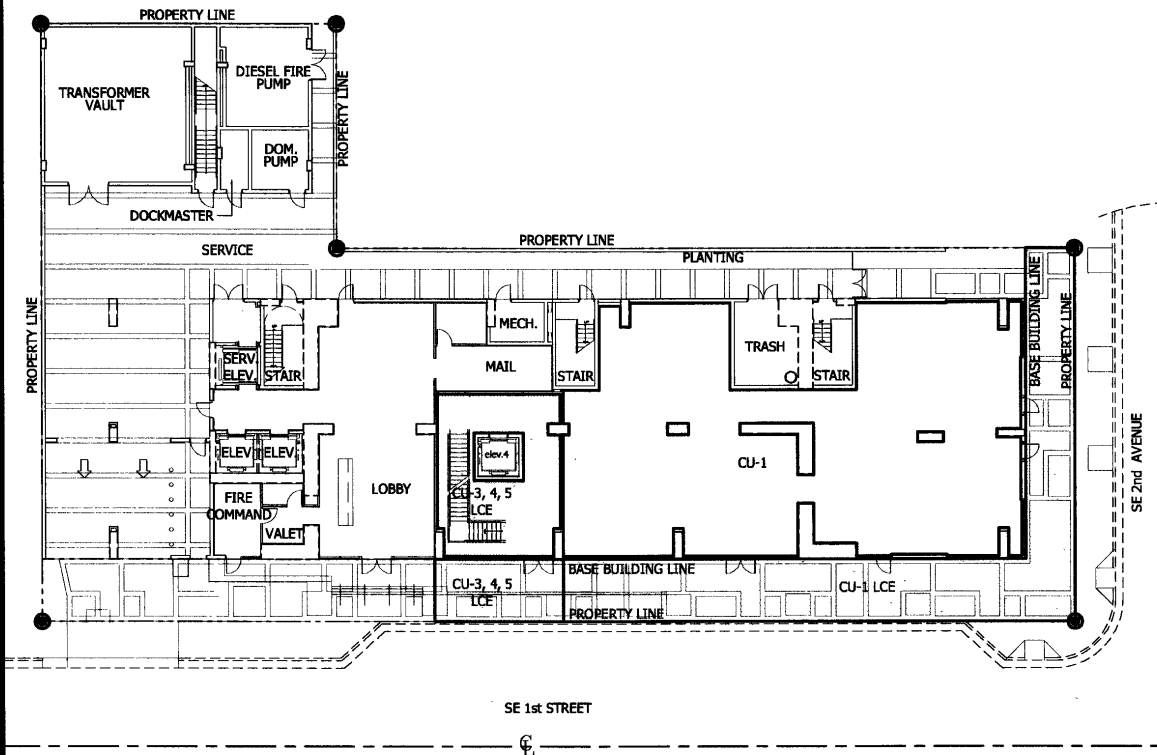 PROPERTY LINE
TRANSFORMER
VAULT
DIESEL FIRE
PUMP
PROPERTY LINE
DOM.
PUMP
DOCKMASTER
SERVICE
PROPERTY LINE
PLANTING
PROPERTY LINE
BASE BUILDING LINE
PROPERTY LINE
MECH.
SERV.
ELEV.
STAIR
MAIL
STAIR
TRASH
STAIR
SE 2nd AVENUE
ELEV.
ELEV.
elev.4
CU-1
LOBBY
CU-3, 4, 5
LCE
FIRE
COMMAND
VALET
BASE BUILDING LINE
CU-3, 4, 5
LCE
CU-1 LCE
PROPERTY LINE
SE 1st STREET
℄